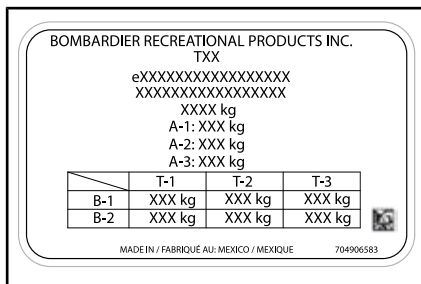 BOMBARDIER RECREATIONAL PRODUCTS INC.
TXX
eXXXXXXXXXXXXXXXXX
XXXXXXXXXXXXXXXXX
XXXX kg
A-1: XXX kg
A-2: XXX kg
A-3: XXX kg
T-1 T-2 T-3
B-1 XXX kg XXX kg XXX kg
B-2 XXX kg XXX kg XXX kg
MADE IN / FABRIQUÉ AU: MEXICO / MEXIQUE 704906583